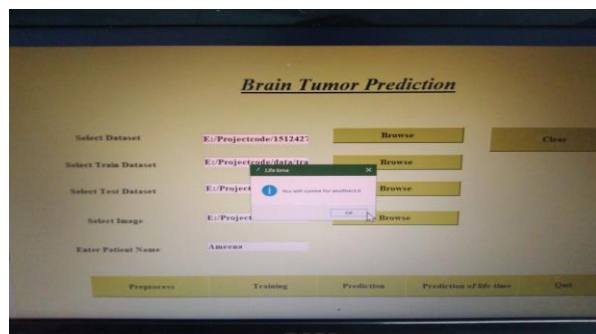 Brain Tumor Prediction
Select Dataset E:/Projectcode/1512427 Browse Clear
Select Train Dataset E:/Projectcode/data/tra Browse
Life time
Select Test Dataset E:/Project Browse
You will survive for another
OK
Select Image E:/Project Browse
Enter Patient Name Ameena
Preprocess Training Prediction Prediction of life time Quit